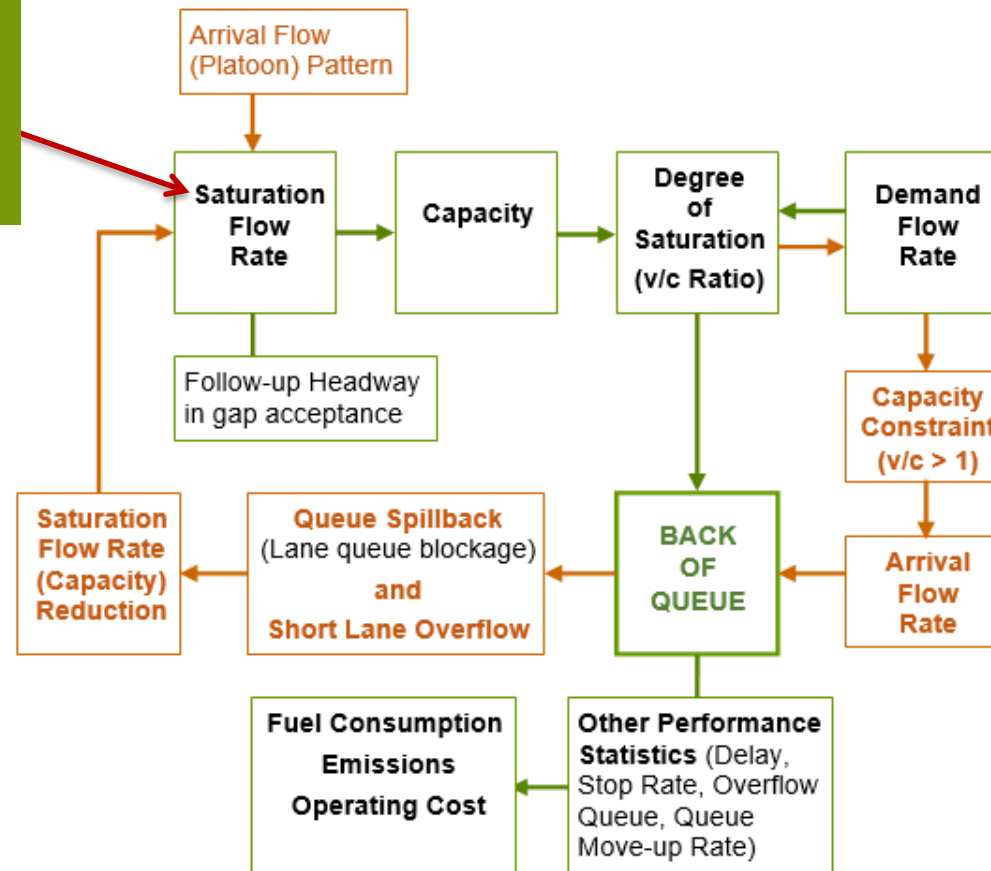 Arrival Flow
(Platoon) Pattern
Saturation
Flow
Rate
Capacity
Degree
of
Saturation
(v/c Ratio)
Demand
Flow
Rate
Follow-up Headway
in gap acceptance
Capacity
Constraint
(v/c > 1)
Saturation
Flow Rate
(Capacity)
Reduction
Queue Spillback
(Lane queue blockage)
and
Short Lane Overflow
BACK
OF
QUEUE
Arrival
Flow
Rate
Fuel Consumption
Emissions
Operating Cost
Other Performance
Statistics (Delay,
Stop Rate, Overflow
Queue, Queue
Move-up Rate)